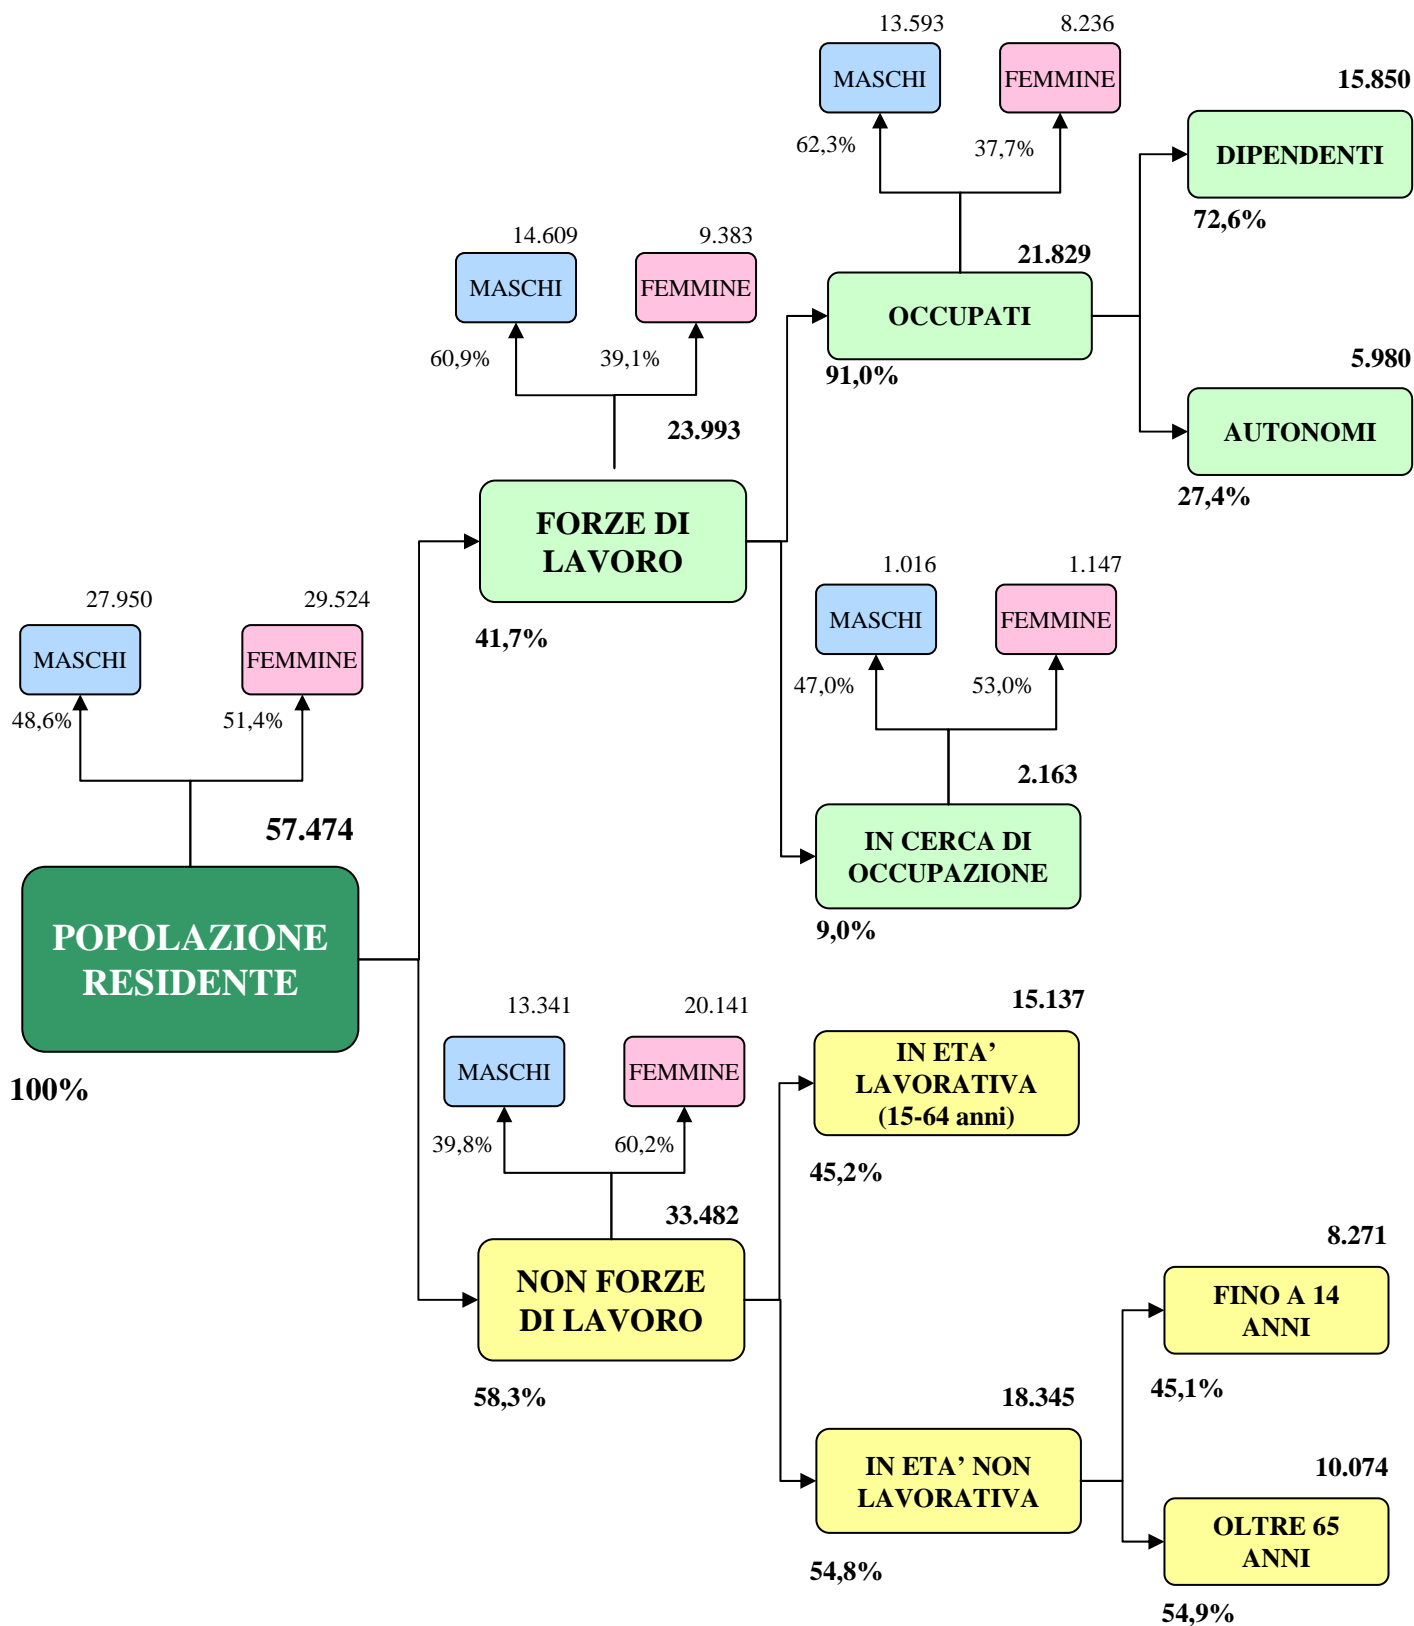 13.593
8.236
MASCHI
FEMMINE
15.850
62,3%
37,7%
DIPENDENTI
72,6%
14.609
9.383
21.829
MASCHI
FEMMINE
OCCUPATI
60,9%
39,1%
91,0%
5.980
23.993
AUTONOMI
27,4%
FORZE DI
LAVORO
41,7%
1.016
1.147
MASCHI
FEMMINE
27.950
29.524
MASCHI
FEMMINE
47,0%
53,0%
48,6%
51,4%
2.163
57.474
IN CERCA DI
OCCUPAZIONE
9,0%
POPOLAZIONE
RESIDENTE
100%
13.341
20.141
15.137
MASCHI
FEMMINE
IN ETA’
LAVORATIVA
(15-64 anni)
39,8%
60,2%
45,2%
33.482
8.271
NON FORZE
DI LAVORO
FINO A 14
ANNI
58,3%
18.345
45,1%
IN ETA’ NON
LAVORATIVA
10.074
54,8%
OLTRE 65
ANNI
54,9%